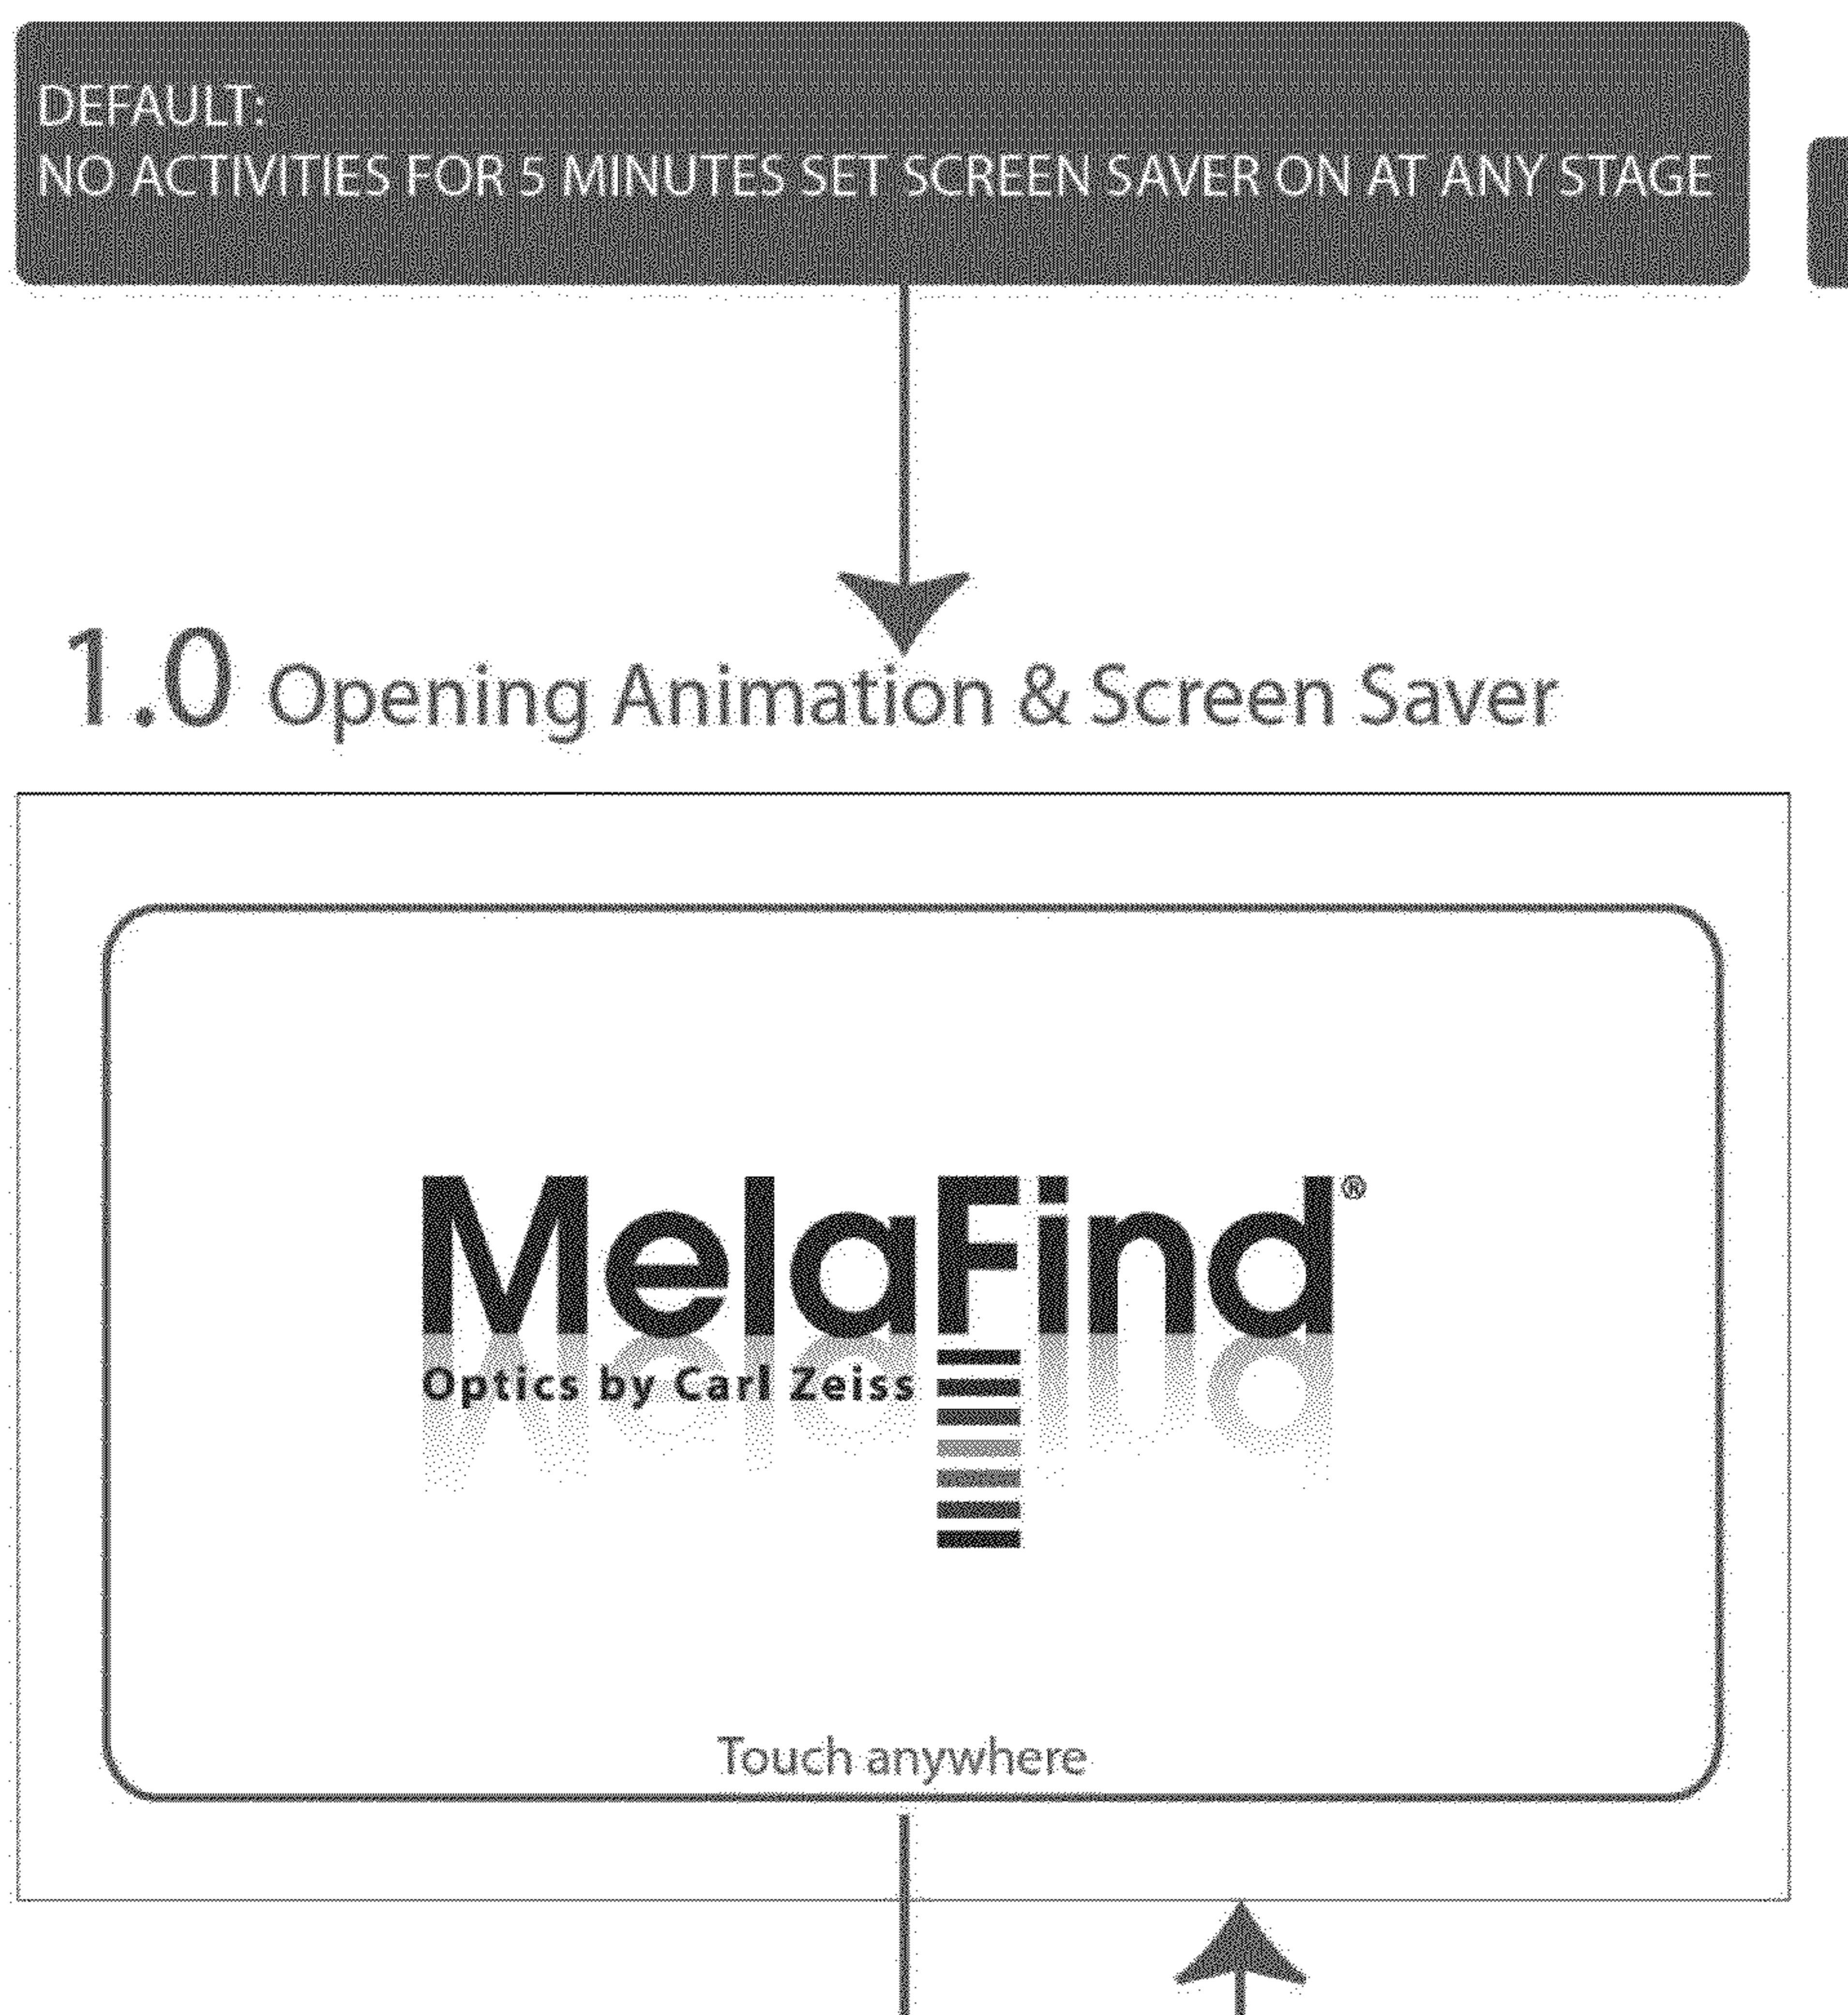 DEFAULT:
NO ACTIVITIES FOR 5 MINUTES SET SCREEN SAVER ON AT ANY STAGE
1.0 Opening Animation & Screen Saver
MelaFind®
Optics by Carl Zeiss
Touch anywhere